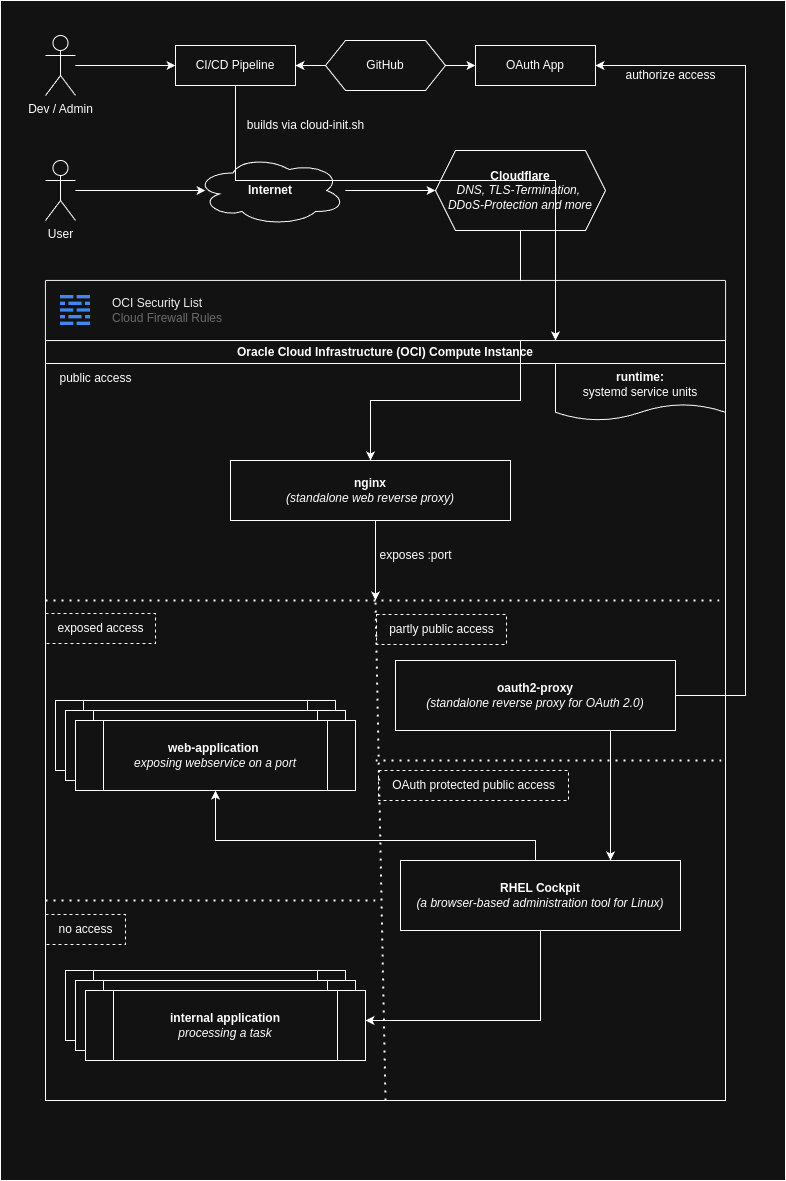 CI/CD Pipeline
GitHub
OAuth App
authorize access
Dev / Admin
builds via cloud-init.sh
Internet
Cloudflare
DNS, TLS-Termination,
DDoS-Protection and more
User
OCI Security List
Cloud Firewall Rules
Oracle Cloud Infrastructure (OCI) Compute Instance
public access
runtime:
systemd service units
nginx
(standalone web reverse proxy)
exposes :port
exposed access
partly public access
oauth2-proxy
(standalone reverse proxy for OAuth 2.0)
web-application
exposing webservice on a port
OAuth protected public access
RHEL Cockpit
(a browser-based administration tool for Linux)
no access
internal application
processing a task